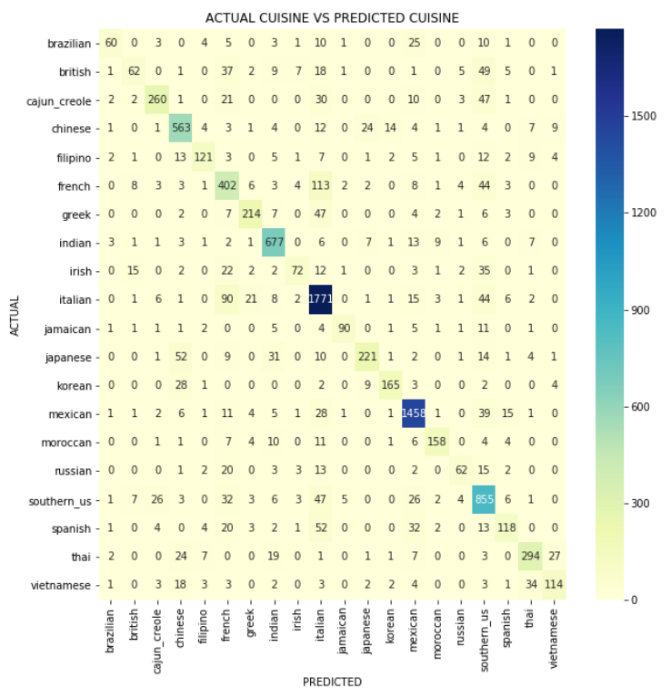 ACTUAL CUISINE VS PREDICTED CUISINE
brazilian 60 0 3 0 4 5 0 3 1 10 1 0 0 25 0 0 10 1 0 0
british 1 62 0 1 0 37 2 9 7 18 1 0 0 1 0 5 49 5 0 1
cajun_creole 2 2 260 1 0 21 0 0 0 30 0 0 0 10 0 3 47 1 0 0
chinese 1 0 1 563 4 3 1 4 0 12 0 24 14 4 1 1 4 0 7 9
filipino 2 1 0 13 121 3 0 5 1 7 0 1 2 5 1 0 12 2 9 4
french 0 8 3 3 1 402 6 3 4 113 2 2 0 8 1 4 44 3 0 0
greek 0 0 0 2 0 7 214 7 0 47 0 0 0 4 2 1 6 3 0 0
indian 3 1 1 3 1 2 1 677 0 6 0 7 1 13 9 1 6 0 7 0
irish 0 15 0 2 0 22 2 2 72 12 1 0 0 3 1 2 35 0 1 0
italian 0 1 6 1 0 90 21 8 2 1771 0 1 1 15 3 1 44 6 2 0
jamaican 1 1 1 1 2 0 0 5 0 4 90 0 1 5 1 1 11 0 1 0
japanese 0 0 1 52 0 9 0 31 0 10 0 221 1 2 0 1 14 1 4 1
korean 0 0 0 28 1 0 0 0 0 2 0 9 165 3 0 0 2 0 0 4
mexican 1 1 2 6 1 11 4 5 1 28 1 0 1 1458 1 0 39 15 1 0
moroccan 0 0 1 1 0 7 4 10 0 11 0 0 1 6 158 0 4 4 0 0
russian 0 0 0 1 2 20 0 3 3 13 0 0 0 3 0 62 15 2 0 0
southern_us 1 7 26 3 0 32 3 6 3 47 5 0 0 26 2 4 855 6 1 0
spanish 1 0 4 0 4 20 3 2 1 52 0 0 0 32 2 0 13 118 0 0
thai 2 0 0 24 7 0 0 19 0 1 0 1 1 7 0 0 3 0 294 27
vietnamese 1 0 3 18 3 3 0 2 0 3 0 2 2 4 0 0 3 1 34 114
brazilian british cajun_creole chinese filipino french greek indian irish italian jamaican japanese korean mexican moroccan russian southern_us spanish thai vietnamese
PREDICTED
ACTUAL
1500
1200
900
600
300
0